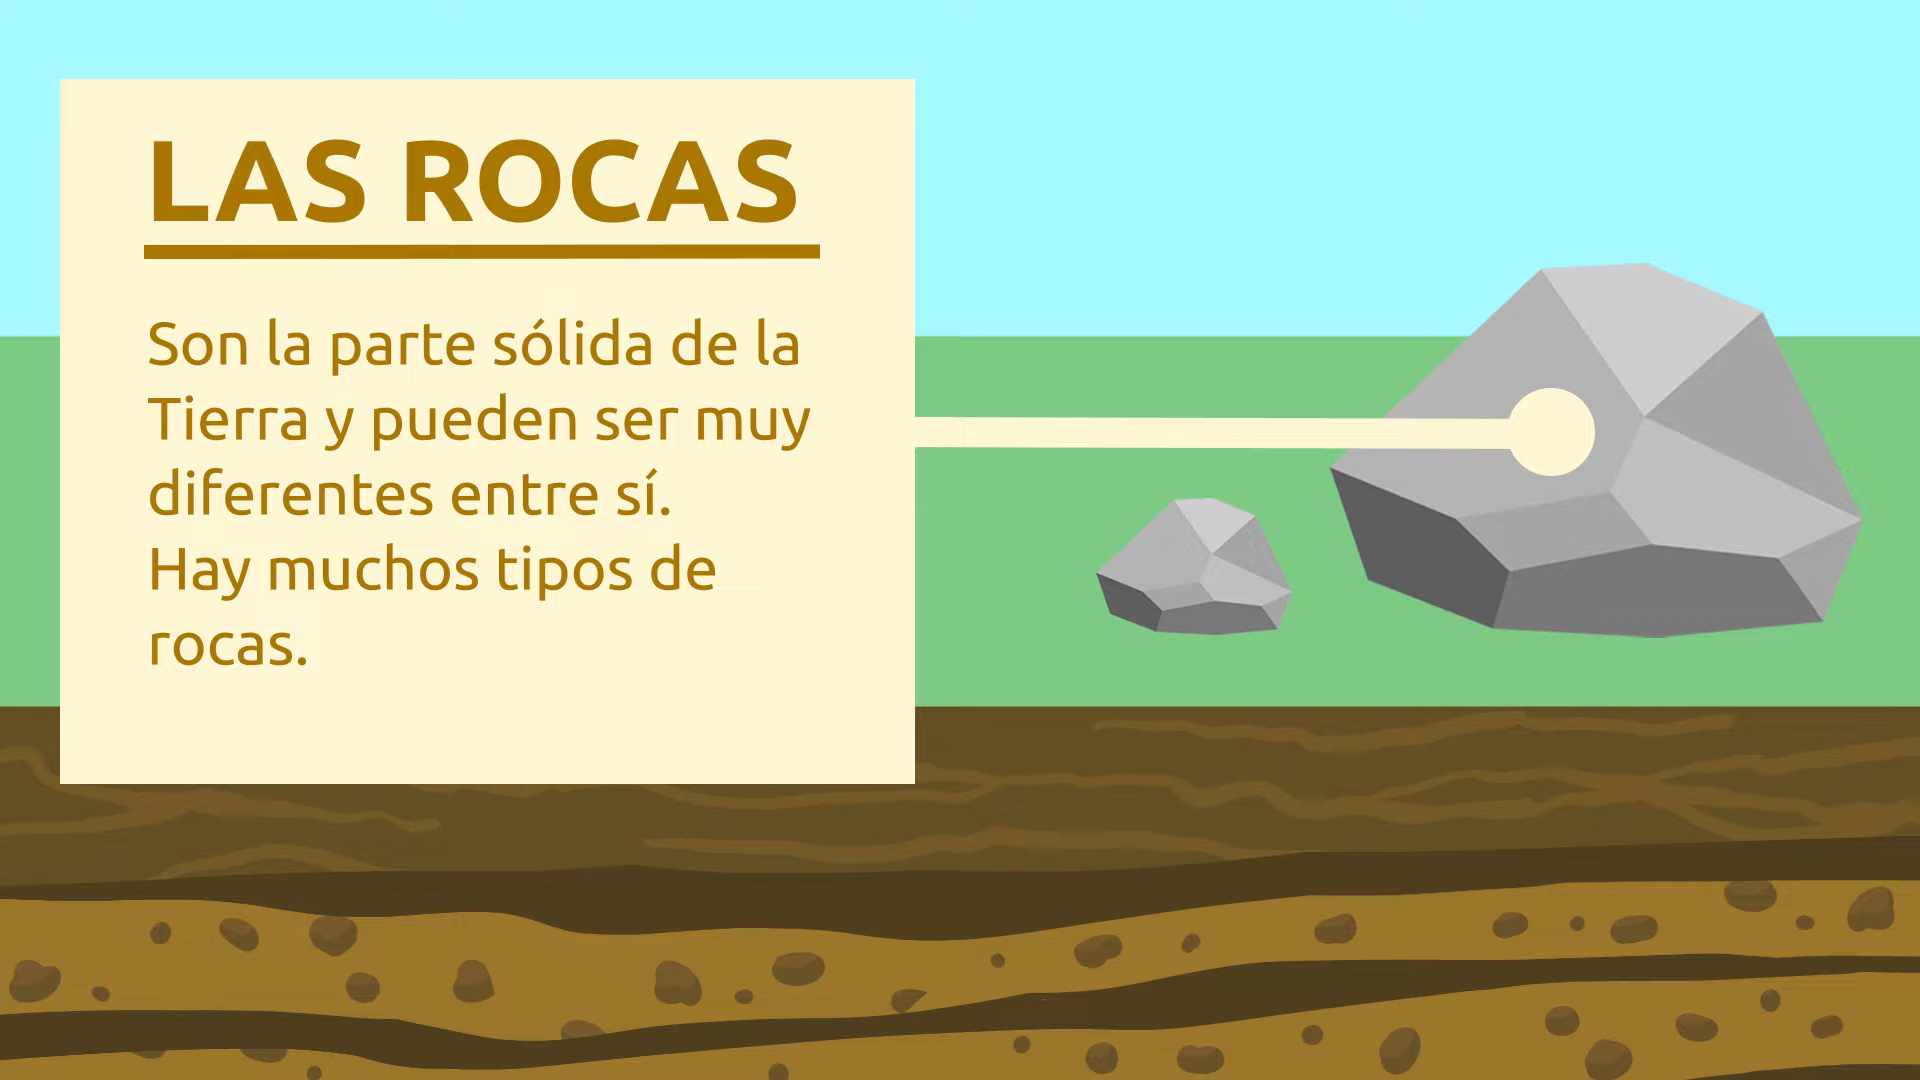 LAS ROCAS
Son la parte sólida de la
Tierra y pueden ser muy
diferentes entre sí.
Hay muchos tipos de
rocas.